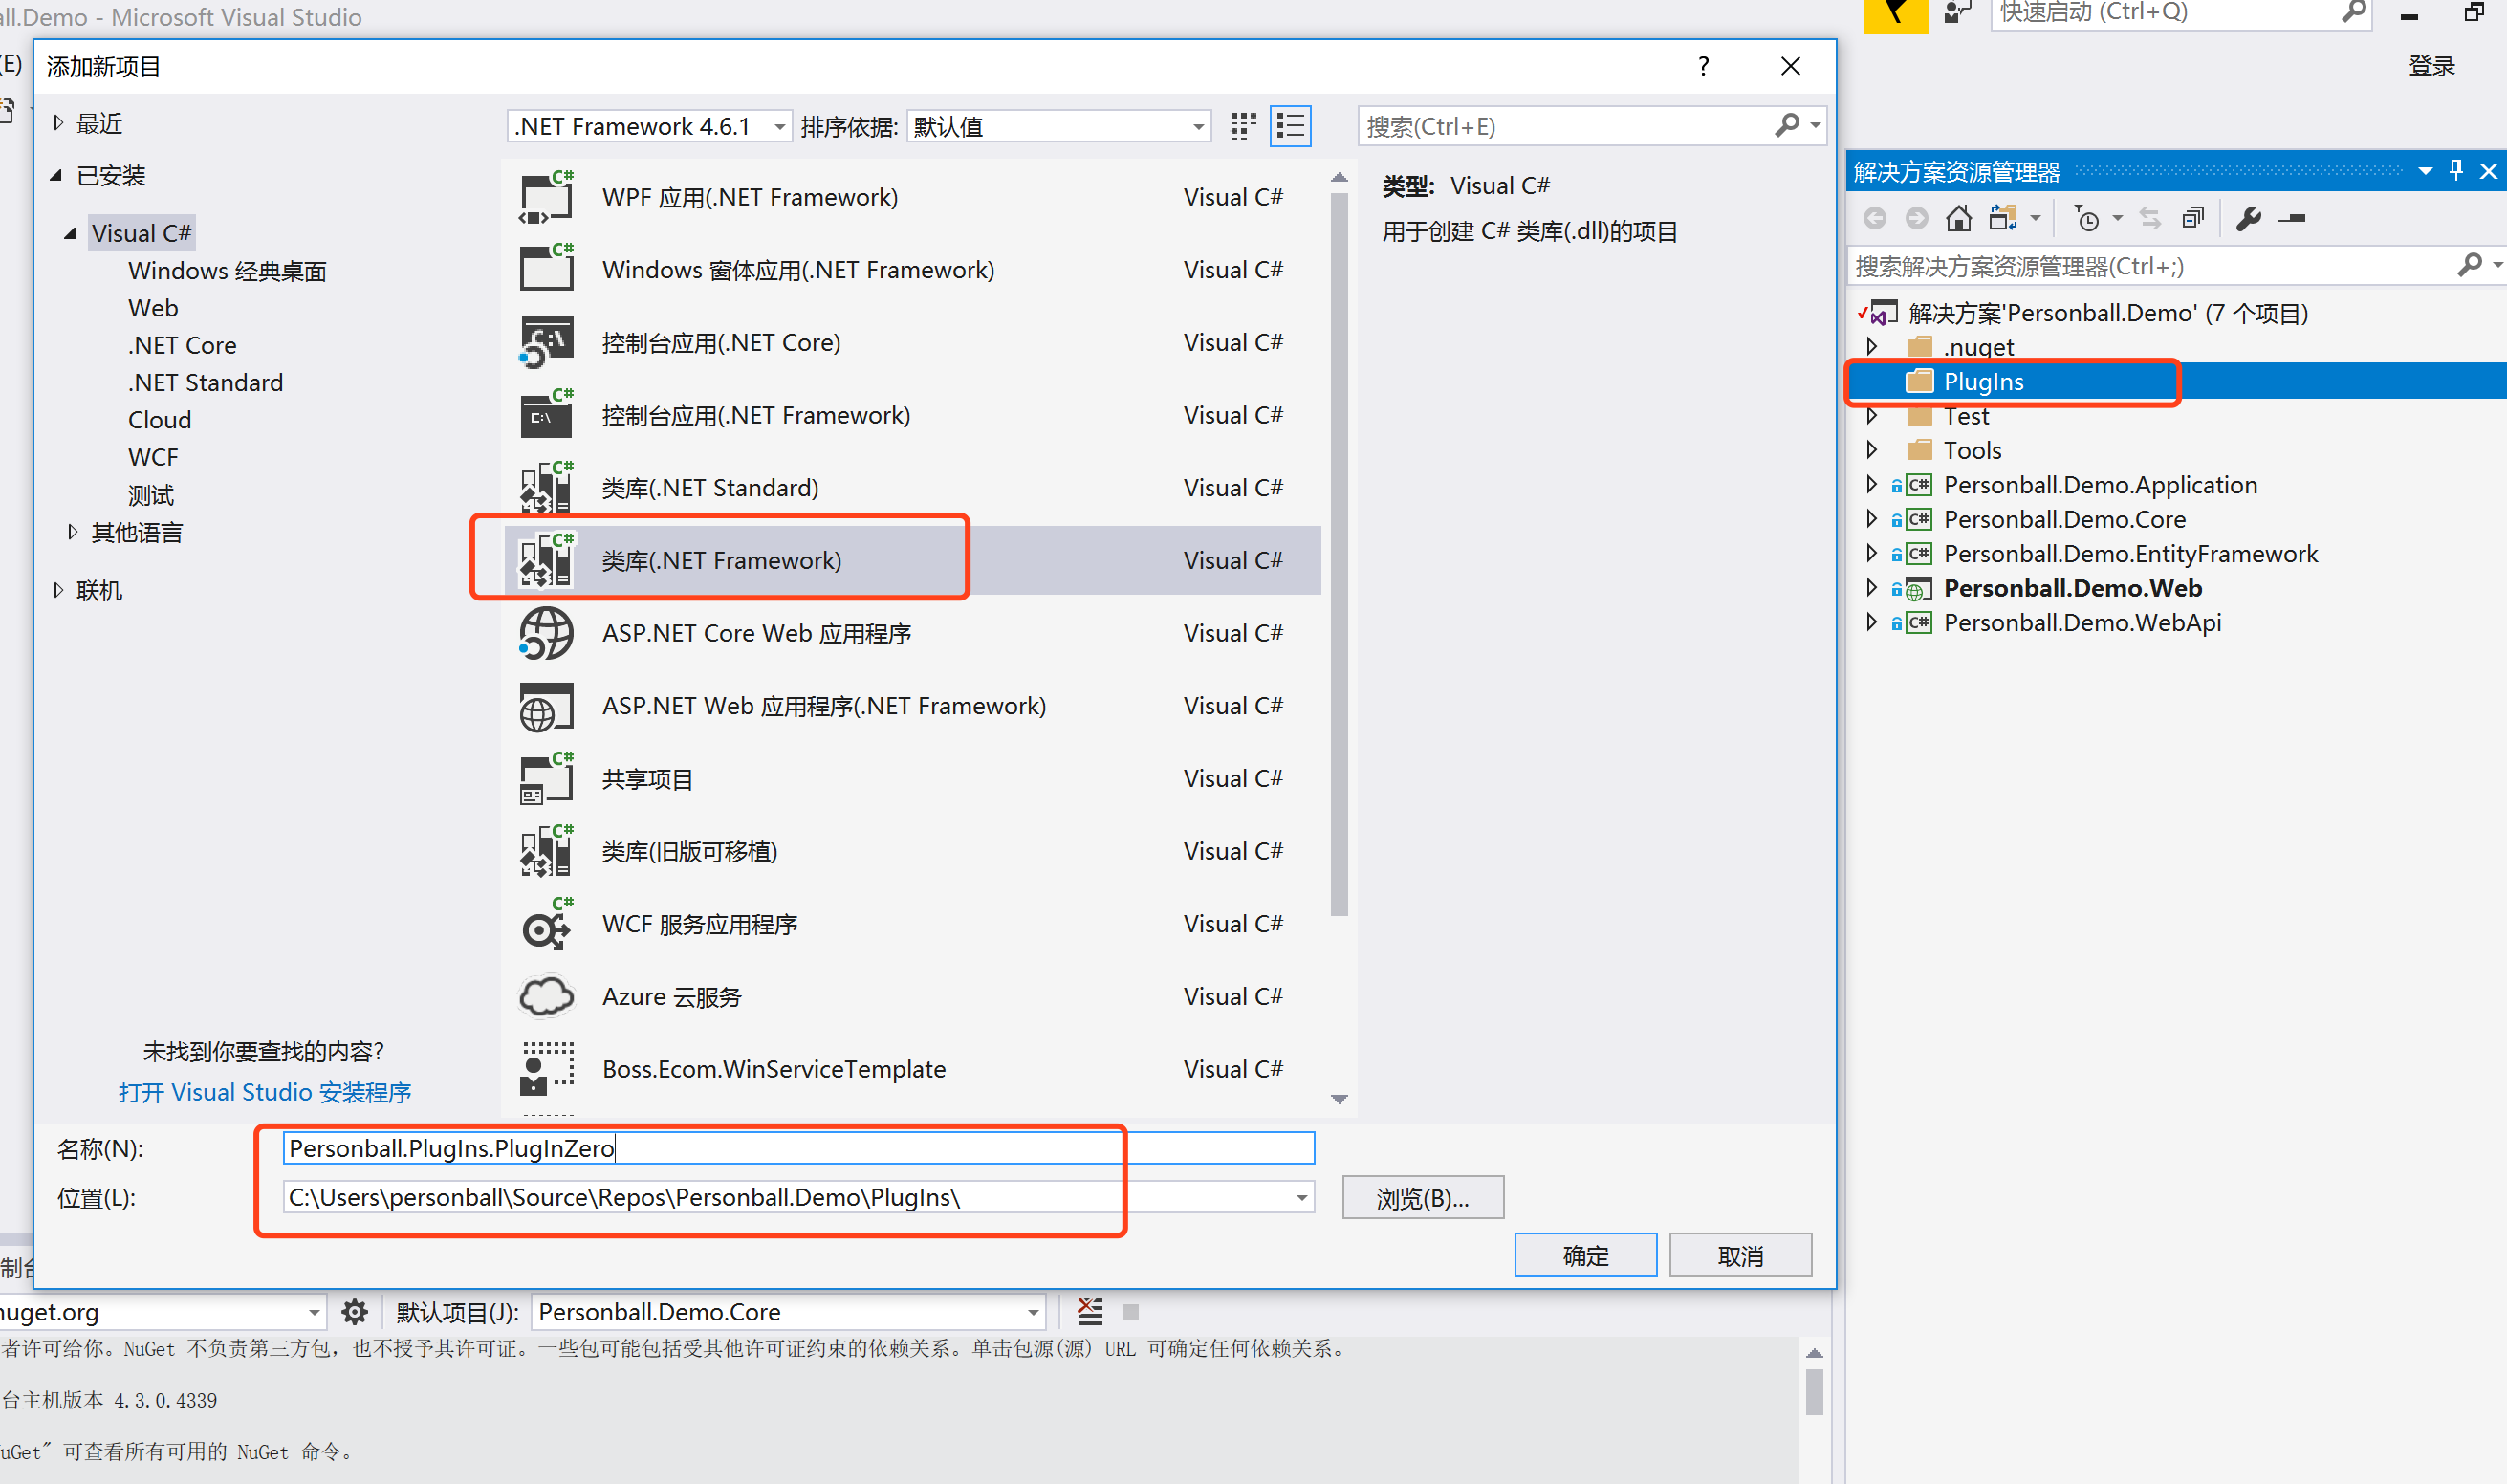 all.Demo - Microsoft Visual Studio
快速启动 (Ctrl+Q)
(E)
登录
添加新项目
?
最近
已安装
Visual C#
Windows 经典桌面
Web
.NET Core
.NET Standard
Cloud
WCF
测试
其他语言
联机
未找到你要查找的内容?
打开 Visual Studio 安装程序
.NET Framework 4.6.1
排序依据:
默认值
搜索(Ctrl+E)
WPF 应用(.NET Framework) Visual C#
Windows 窗体应用(.NET Framework) Visual C#
控制台应用(.NET Core) Visual C#
控制台应用(.NET Framework) Visual C#
类库(.NET Standard) Visual C#
类库(.NET Framework) Visual C#
ASP.NET Core Web 应用程序 Visual C#
ASP.NET Web 应用程序(.NET Framework) Visual C#
共享项目 Visual C#
类库(旧版可移植) Visual C#
WCF 服务应用程序 Visual C#
Azure 云服务 Visual C#
Boss.Ecom.WinServiceTemplate Visual C#
类型: Visual C#
用于创建 C# 类库(.dll)的项目
名称(N): Personball.PlugIns.PlugInZero
位置(L): C:\Users\personball\Source\Repos\Personball.Demo\PlugIns\
浏览(B)...
确定
取消
解决方案资源管理器
搜索解决方案资源管理器(Ctrl+;)
解决方案'Personball.Demo' (7 个项目)
.nuget
PlugIns
Test
Tools
Personball.Demo.Application
Personball.Demo.Core
Personball.Demo.EntityFramework
Personball.Demo.Web
Personball.Demo.WebApi
制台
nuget.org
默认项目(J): Personball.Demo.Core
者许可给你。NuGet 不负责第三方包，也不授予其许可证。一些包可能包括受其他许可证约束的依赖关系。单击包源(源) URL 可确定任何依赖关系。
台主机版本 4.3.0.4339
uGet" 可查看所有可用的 NuGet 命令。